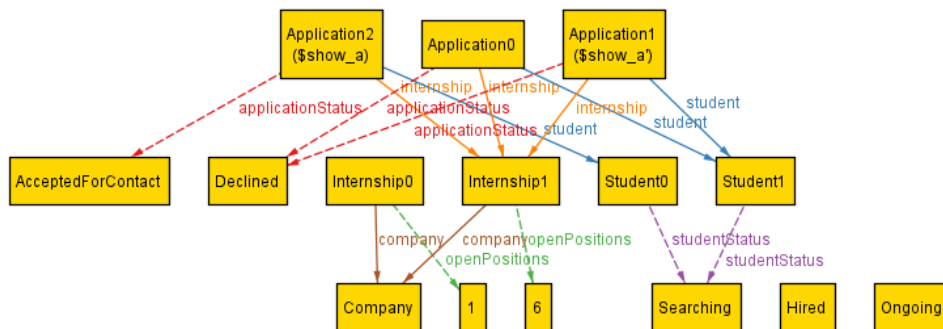 Application2
($show_a)
Application0
Application1
($show_a')
internship
internship
applicationStatus
applicationStatus
internship
student
applicationStatus
student
student
AcceptedForContact
Declined
Internship0
Internship1
Student0
Student1
company
company
openPositions
studentStatus
openPositions
studentStatus
Company
1
6
Searching
Hired
Ongoing